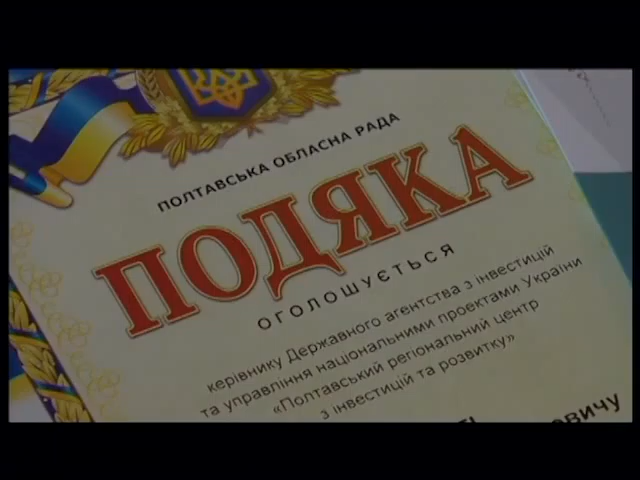 ПОЛТАВСЬКА ОБЛАСНА РАДА
ПОДЯКА
ОГОЛОШУЄТЬСЯ
керівнику Державного агентства з інвестицій
та управління національними проектами України
«Полтавський регіональний центр
з інвестицій та розвитку»